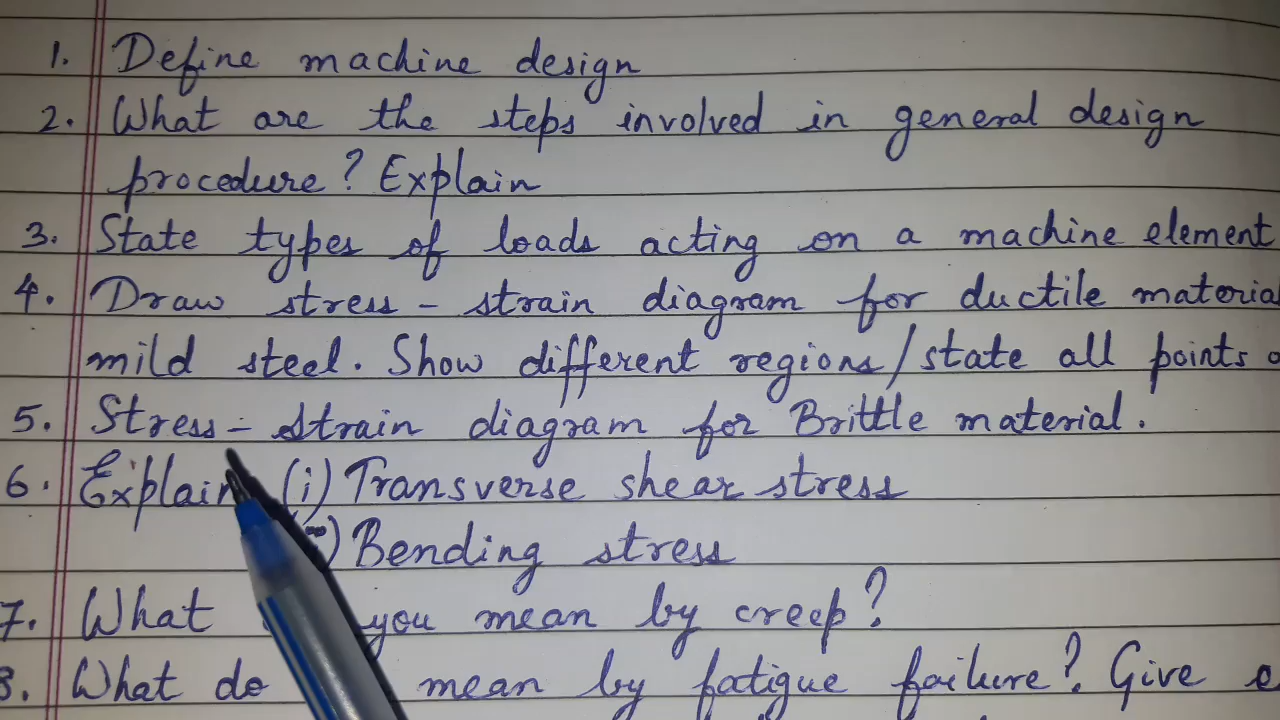 1. Define machine design
2. What are the steps involved in general design
procedure? Explain
3. State types of loads acting on a machine element
4. Draw stress - strain diagram for ductile materia
mild steel. Show different regions/state all points
5. Stress - strain diagram for Brittle material.
6. Explain (i) Transverse shear stress
) Bending stress
7. What you mean by creep?
8. What do mean by fatigue failure? Give